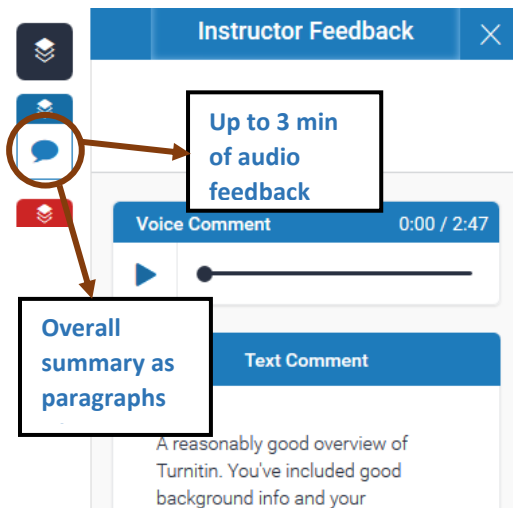 Instructor Feedback
Up to 3 min
of audio
feedback
Voice Comment 0:00 / 2:47
Overall
summary as
paragraphs
Text Comment
A reasonably good overview of
Turnitin. You've included good
background info and your